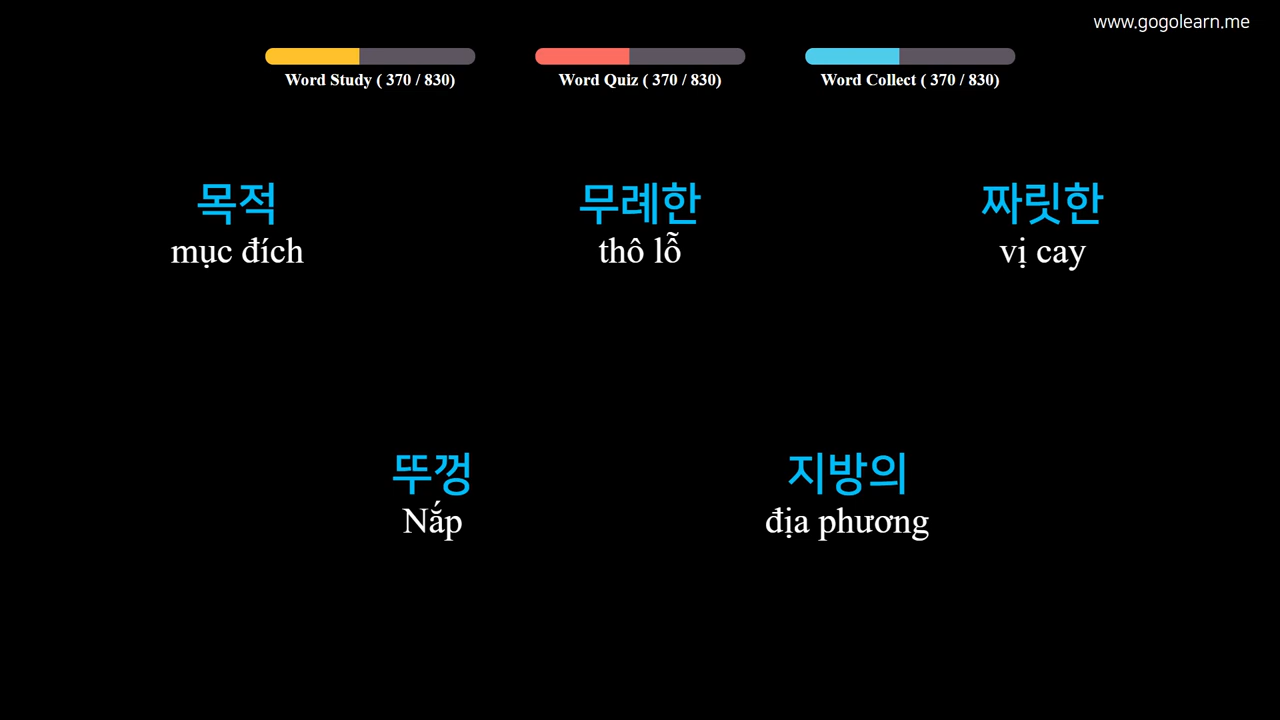 www.gogolearn.me
Word Study ( 370 / 830)
Word Quiz ( 370 / 830)
Word Collect ( 370 / 830)
목적
mục đích
무례한
thô lỗ
짜릿한
vị cay
뚜껑
Nắp
지방의
địa phương